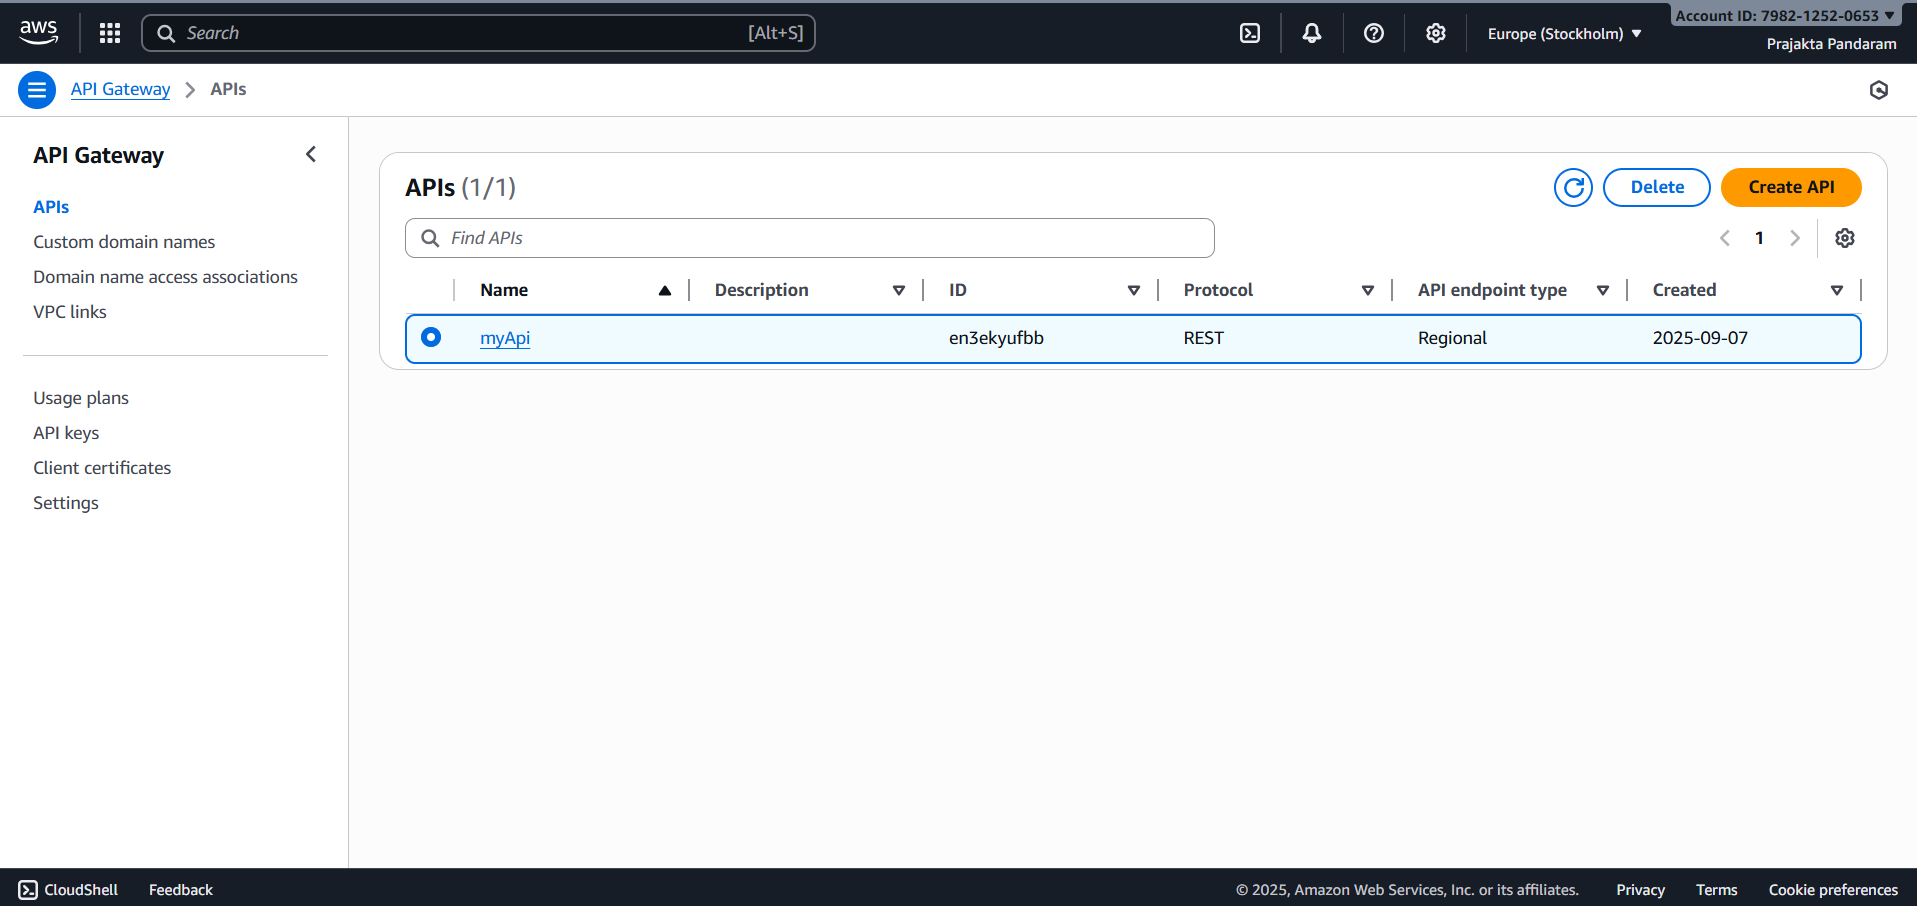 aws
Search [Alt+S]
Europe (Stockholm)
Account ID: 7982-1252-0653
Prajakta Pandaram
API Gateway APIs
API Gateway
APIs
Custom domain names
Domain name access associations
VPC links
Usage plans
API keys
Client certificates
Settings
APIs (1/1)
Delete
Create API
Find APIs
1
Name Description ID Protocol API endpoint type Created
myApi en3ekyufbb REST Regional 2025-09-07
CloudShell Feedback © 2025, Amazon Web Services, Inc. or its affiliates. Privacy Terms Cookie preferences